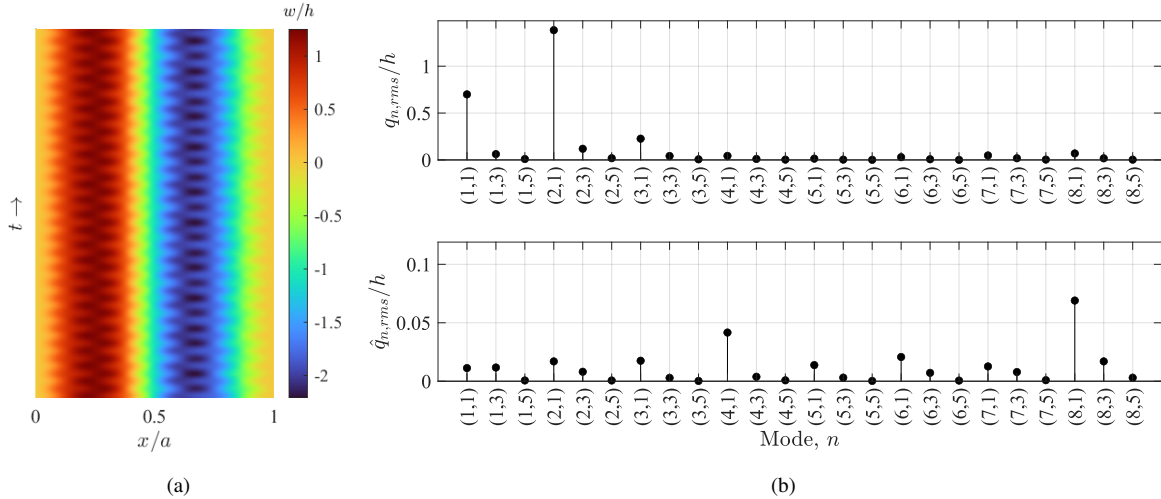 w/h
1
0.5
0
-0.5
-1
-1.5
-2
t →
0 0.5 1
x/a
(a)
q_{n,rms}/h
1
0.5
0
(1,1) (1,3) (1,5) (2,1) (2,3) (2,5) (3,1) (3,3) (3,5) (4,1) (4,3) (4,5) (5,1) (5,3) (5,5) (6,1) (6,3) (6,5) (7,1) (7,3) (7,5) (8,1) (8,3) (8,5)
q̂_{n,rms}/h
0.1
0.05
0
(1,1) (1,3) (1,5) (2,1) (2,3) (2,5) (3,1) (3,3) (3,5) (4,1) (4,3) (4,5) (5,1) (5,3) (5,5) (6,1) (6,3) (6,5) (7,1) (7,3) (7,5) (8,1) (8,3) (8,5)
Mode, n
(b)